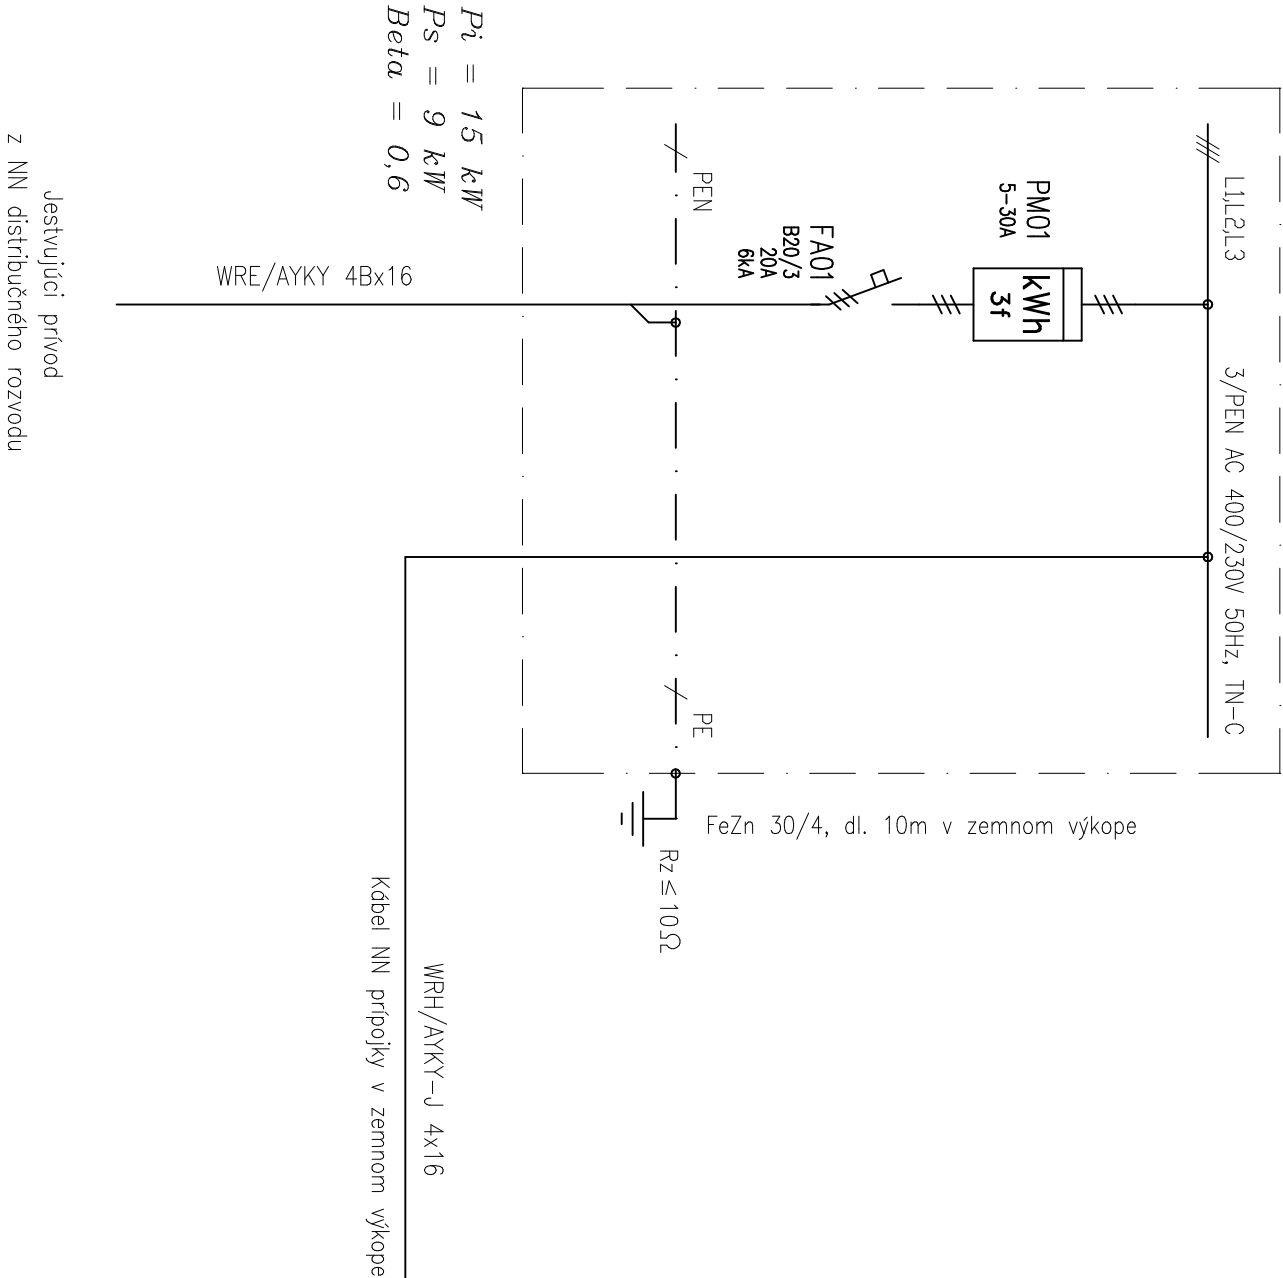 L1,L2,L3
3/PEN AC 400/230V 50Hz, TN-C
PM01
5-30A
kWh
3f
FA01
B20/3
20A
6kA
PEN
PE
FeZn 30/4, dl. 10m v zemnom výkope
Rz ≤ 10Ω
Pi = 15 kW
Ps = 9 kW
Beta = 0,6
WRE/AYKY 4Bx16
Jestvujúci prívod
z NN distribučného rozvodu
WRH/AYKY-J 4x16
Kábel NN prípojky v zemnom výkope